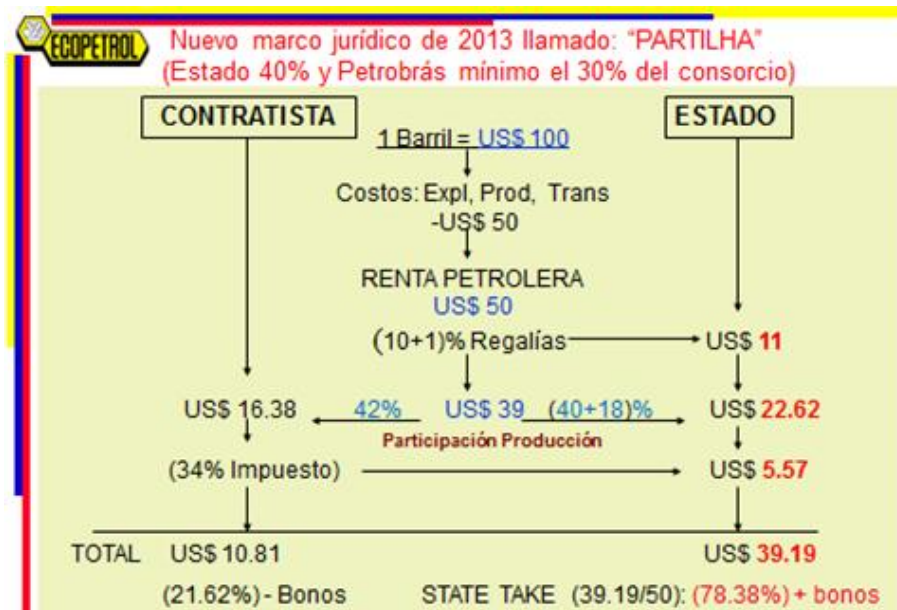 ECOPETROL
Nuevo marco jurídico de 2013 llamado: “PARTILHA”
(Estado 40% y Petrobrás mínimo el 30% del consorcio)
CONTRATISTA
ESTADO
1 Barril = US$ 100
Costos: Expl, Prod, Trans
-US$ 50
RENTA PETROLERA
US$ 50
(10+1)% Regalías US$ 11
US$ 16.38 42% US$ 39 (40+18)% US$ 22.62
Participación Producción
(34% Impuesto) US$ 5.57
TOTAL US$ 10.81 US$ 39.19
(21.62%) - Bonos STATE TAKE (39.19/50): (78.38%) + bonos